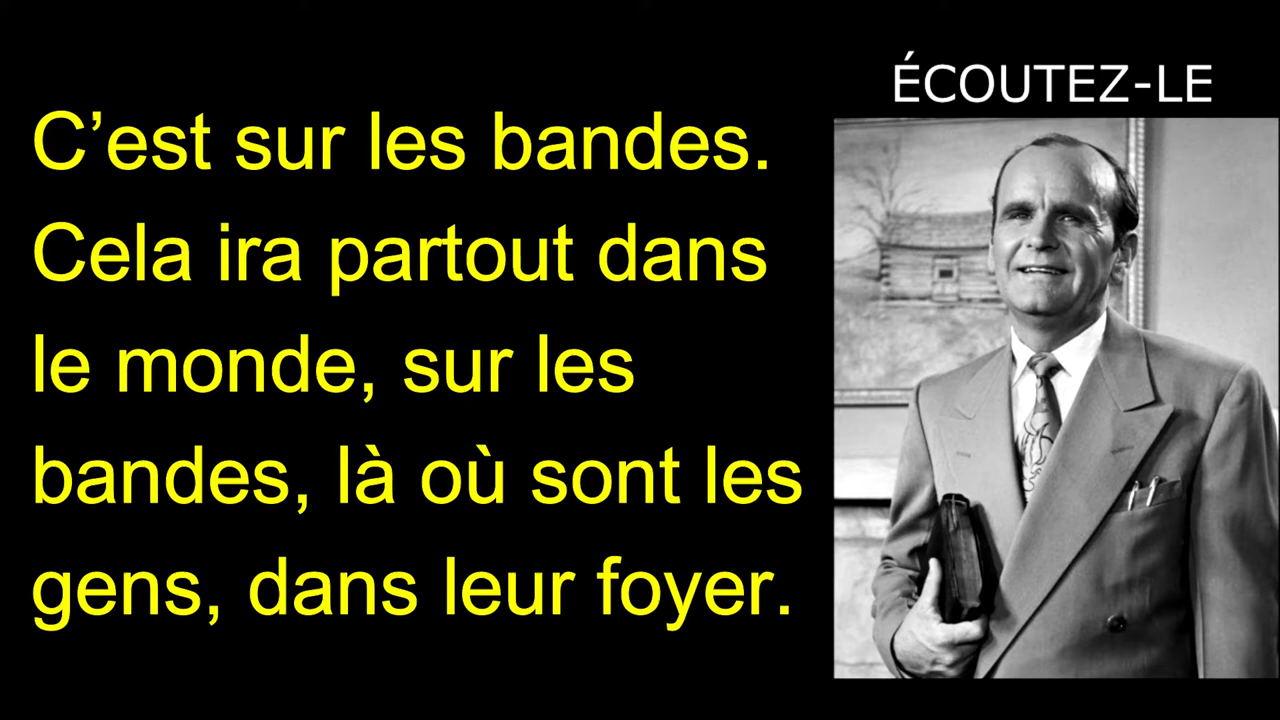 ÉCOUTEZ-LE
C’est sur les bandes.
Cela ira partout dans
le monde, sur les
bandes, là où sont les
gens, dans leur foyer.